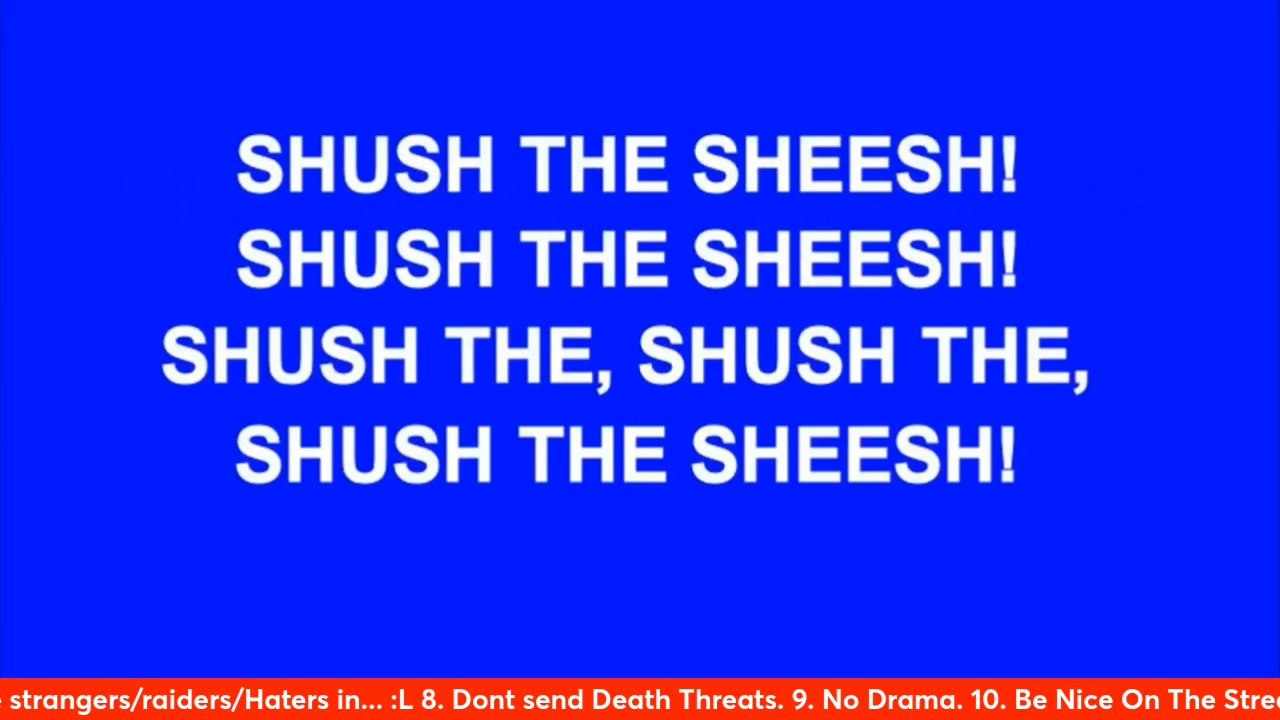 SHUSH THE SHEESH!
SHUSH THE SHEESH!
SHUSH THE, SHUSH THE,
SHUSH THE SHEESH!
strangers/raiders/Haters in... :L 8. Dont send Death Threats. 9. No Drama. 10. Be Nice On The